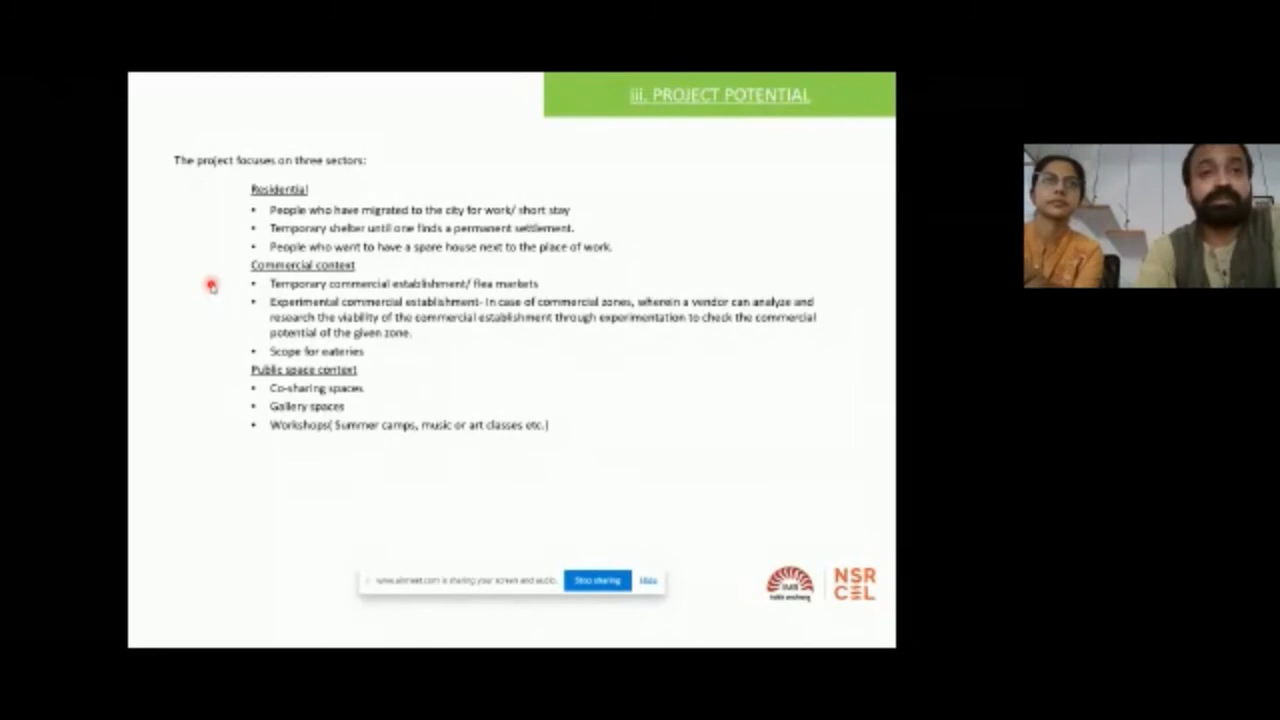 iii. PROJECT POTENTIAL
The project focuses on three sectors:
Residential
• People who have migrated to the city for work/ short stay
• Temporary shelter until one finds a permanent settlement.
• People who want to have a spare house next to the place of work.
Commercial context
• Temporary commercial establishment/ flea markets
• Experimental commercial establishment- In case of commercial zones, wherein a vendor can analyze and
research the viability of the commercial establishment through experimentation to check the commercial
potential of the given zone.
• Scope for eateries
Public space context
• Co-sharing spaces
• Gallery spaces
• Workshops( Summer camps, music or art classes etc.)
is sharing your screen and audio. Stop sharing Hide
NSR
CEL